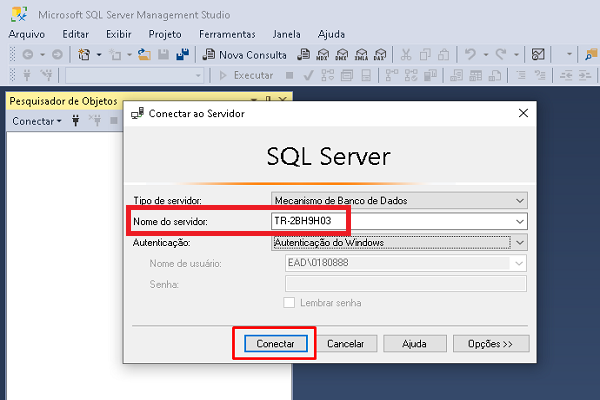 Microsoft SQL Server Management Studio
Arquivo Editar Exibir Projeto Ferramentas Janela Ajuda
Nova Consulta MDX DMX XMLA DAX
Executar
Pesquisador de Objetos
Conectar
Conectar ao Servidor
SQL Server
Tipo de servidor: Mecanismo de Banco de Dados
Nome do servidor: TR-2BH9H03
Autenticação: Autenticação do Windows
Nome de usuário: EAD\0180888
Senha:
Lembrar senha
Conectar Cancelar Ajuda Opções >>